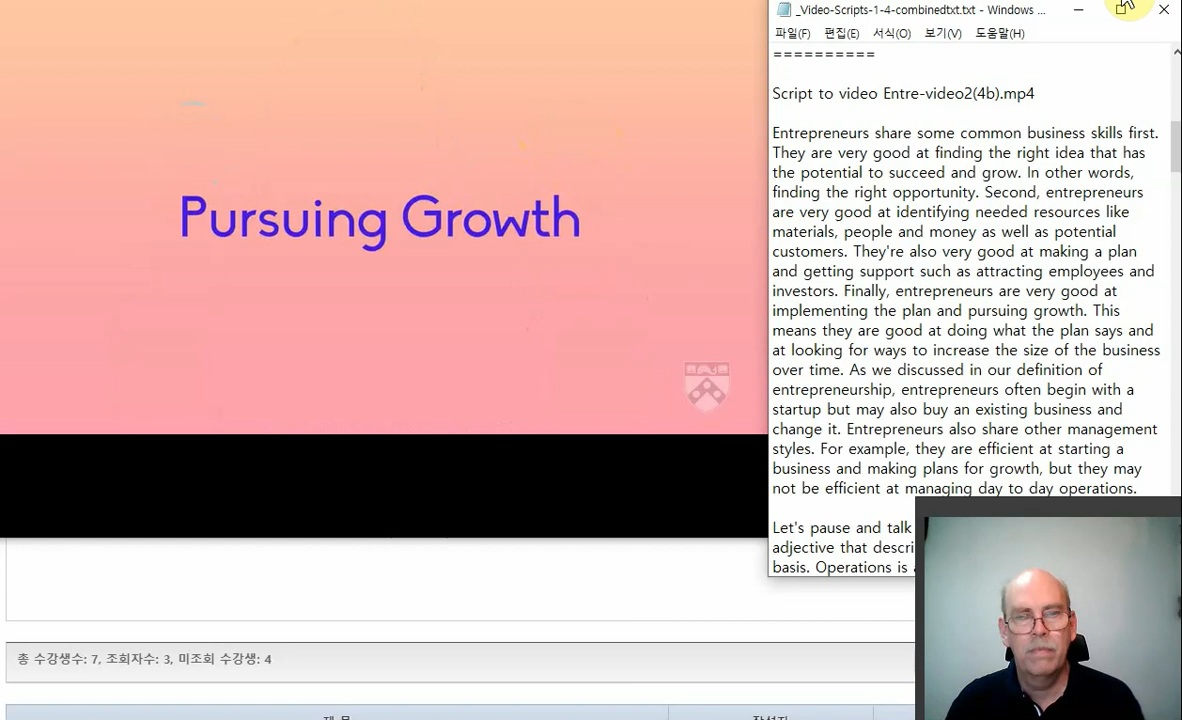 _Video-Scripts-1-4-combinedtxt.txt - Windows ...
파일(F) 편집(E) 서식(O) 보기(V) 도움말(H)
==========
Script to video Entre-video2(4b).mp4
Entrepreneurs share some common business skills first.
They are very good at finding the right idea that has
the potential to succeed and grow. In other words,
finding the right opportunity. Second, entrepreneurs
are very good at identifying needed resources like
materials, people and money as well as potential
customers. They're also very good at making a plan
and getting support such as attracting employees and
investors. Finally, entrepreneurs are very good at
implementing the plan and pursuing growth. This
means they are good at doing what the plan says and
at looking for ways to increase the size of the business
over time. As we discussed in our definition of
entrepreneurship, entrepreneurs often begin with a
startup but may also buy an existing business and
change it. Entrepreneurs also share other management
styles. For example, they are efficient at starting a
business and making plans for growth, but they may
not be efficient at managing day to day operations.
Let's pause and talk
adjective that descri
basis. Operations is
Pursuing Growth
총 수강생수: 7, 조회자수: 3, 미조회 수강생: 4
제 목